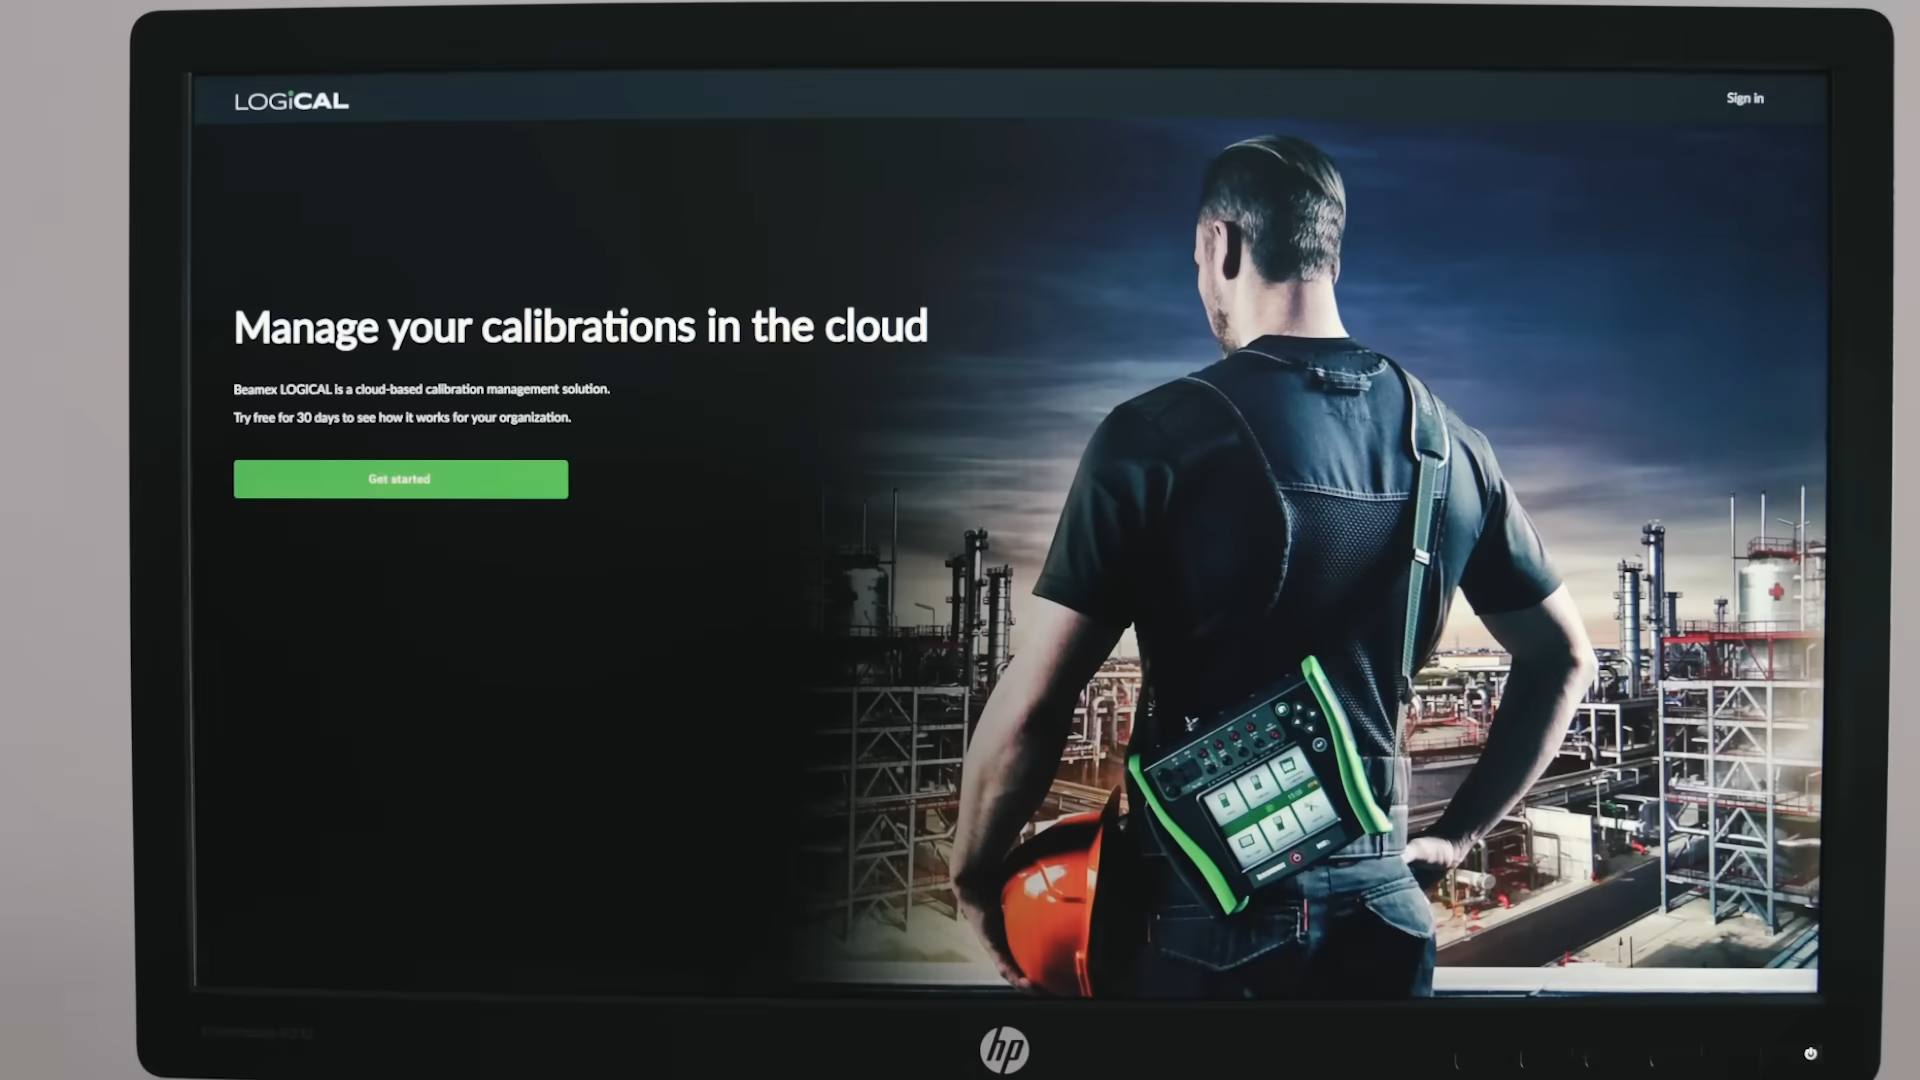 LOGiCAL
Sign in
Manage your calibrations in the cloud
Beamex LOGICAL is a cloud-based calibration management solution.
Try free for 30 days to see how it works for your organization.
Get started
hp